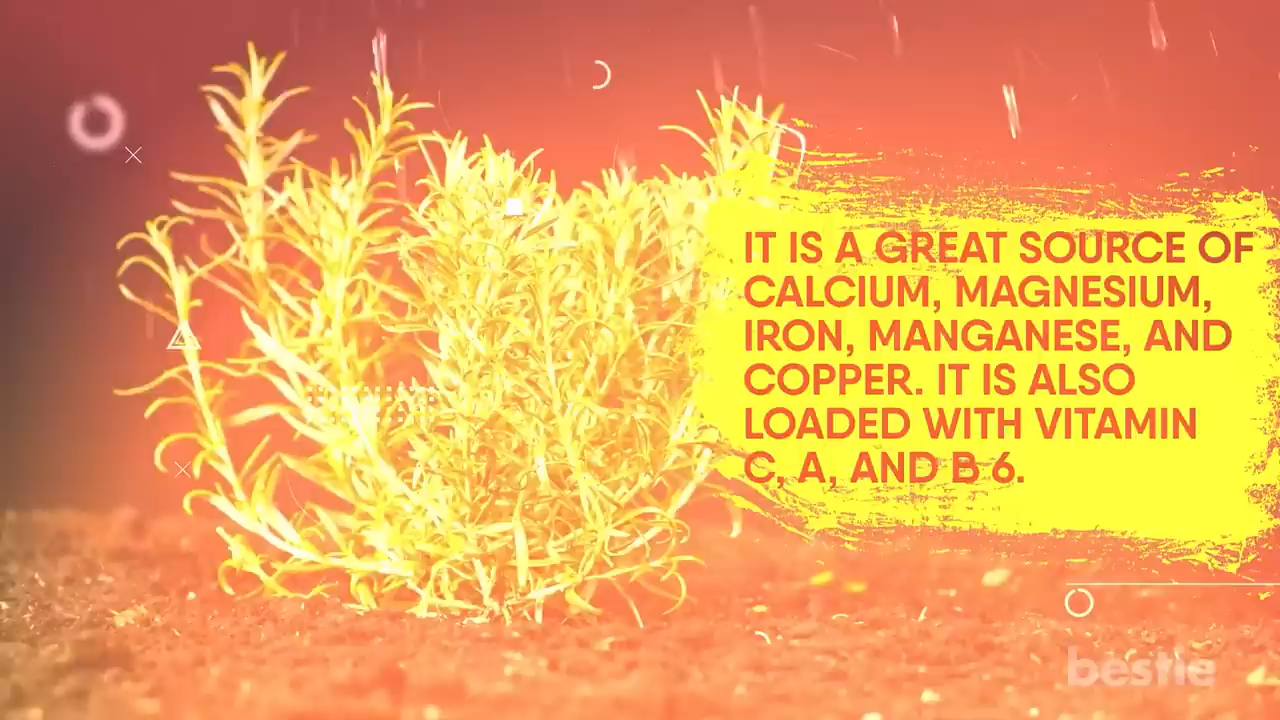 IT IS A GREAT SOURCE OF
CALCIUM, MAGNESIUM,
IRON, MANGANESE, AND
COPPER. IT IS ALSO
LOADED WITH VITAMIN
C, A, AND B 6.
bestie